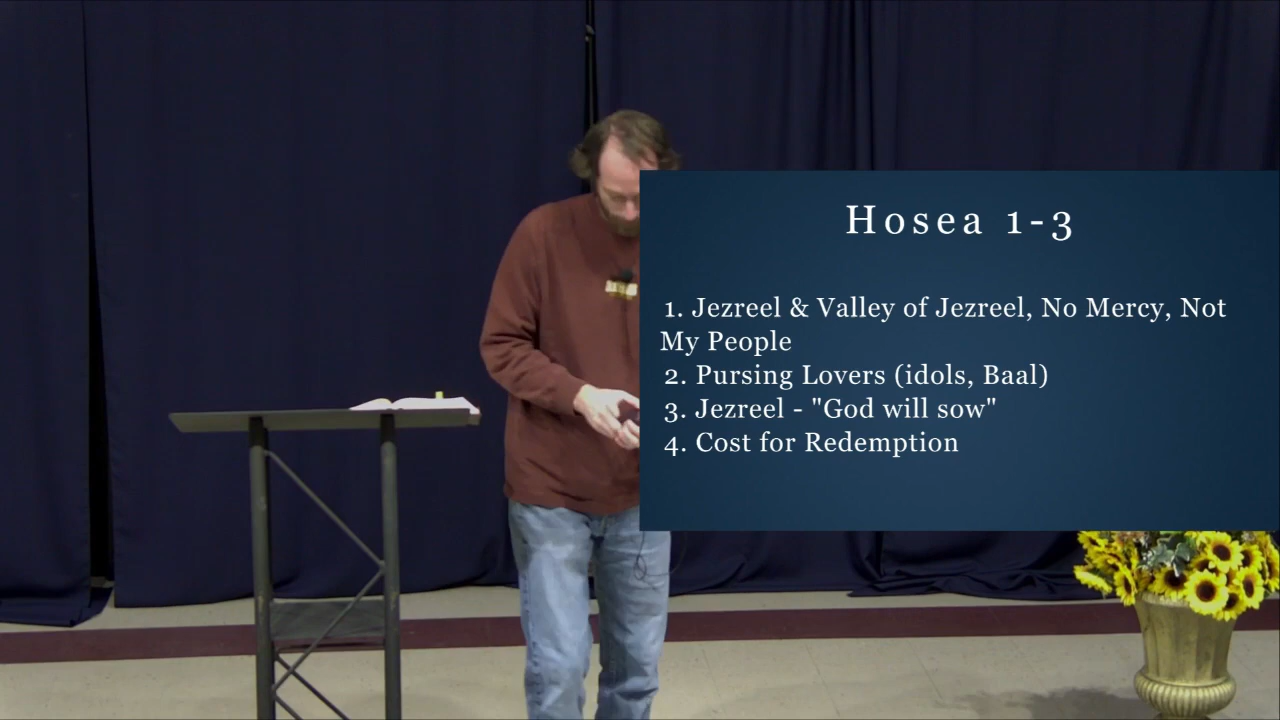 Hosea 1-3
1. Jezreel & Valley of Jezreel, No Mercy, Not
My People
2. Pursing Lovers (idols, Baal)
3. Jezreel - "God will sow"
4. Cost for Redemption